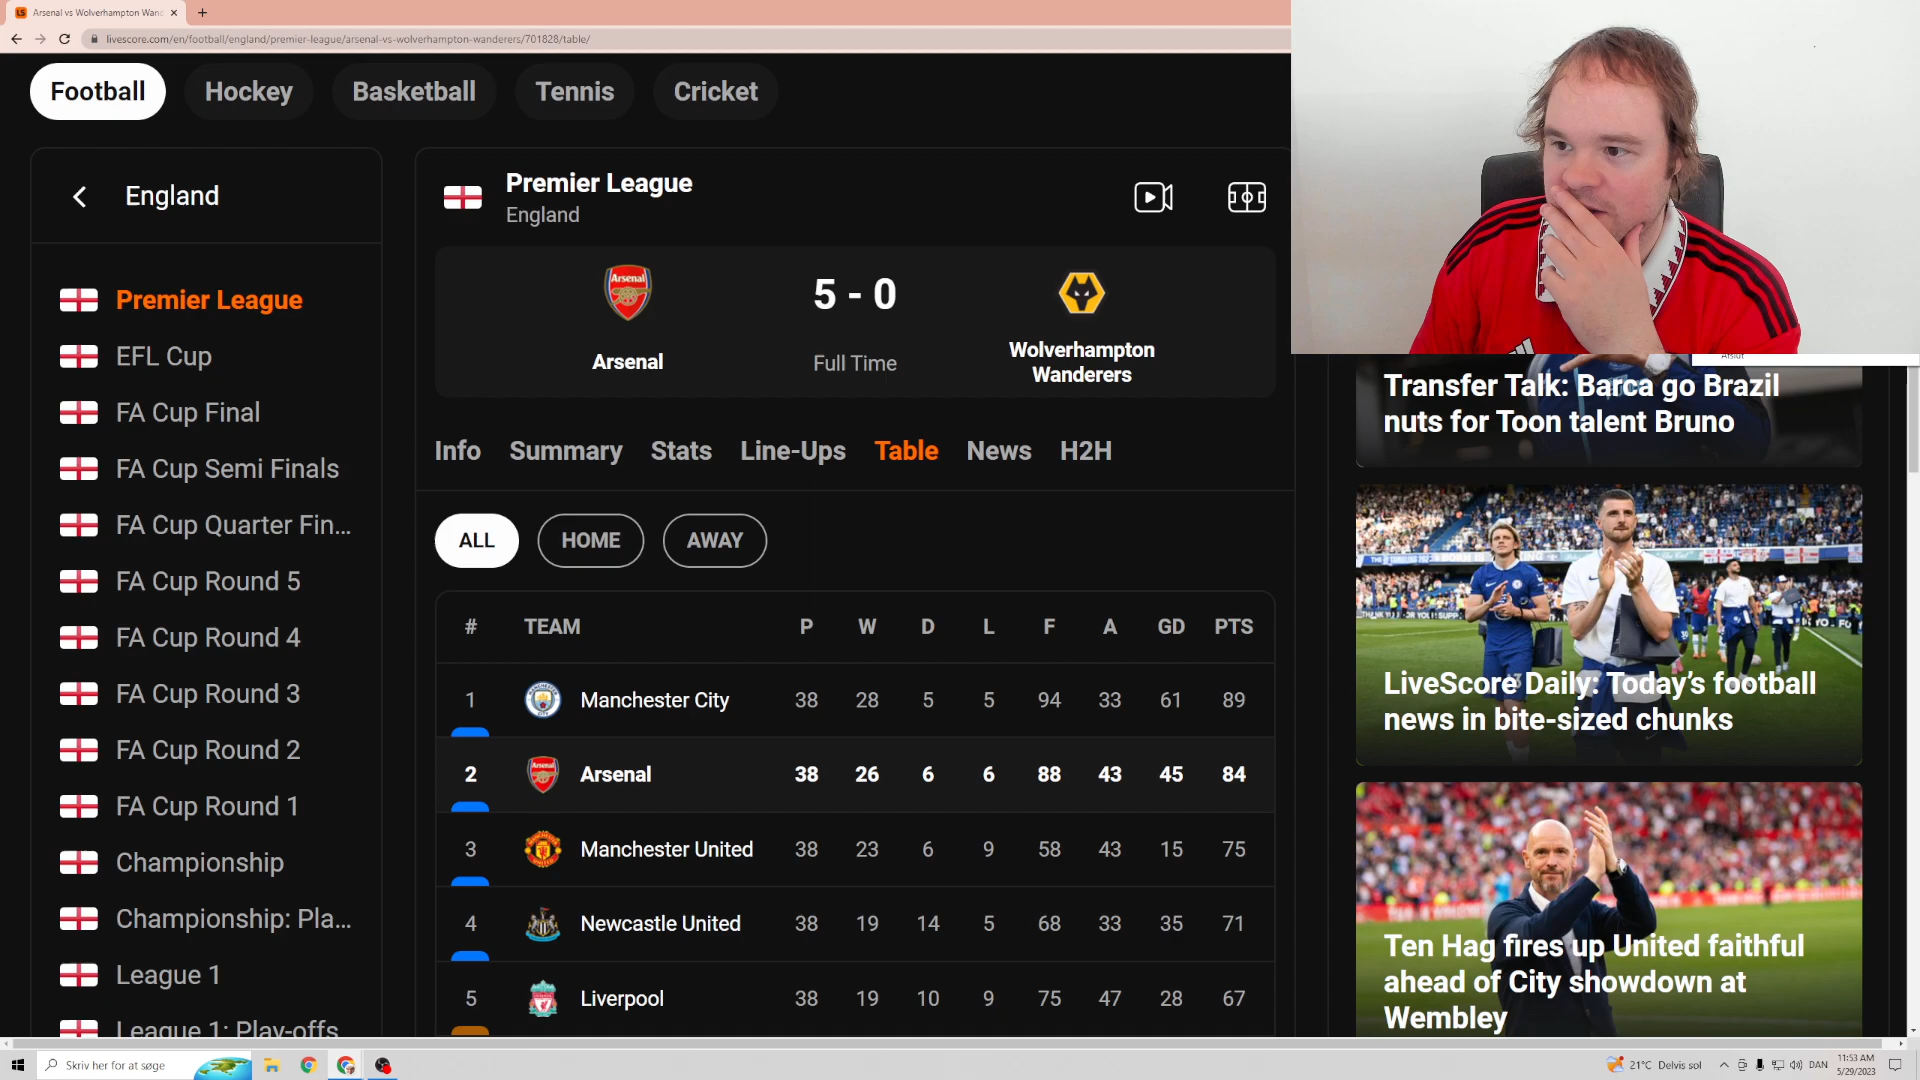 Arsenal vs Wolverhampton Wand
livescore.com/en/football/england/premier-league/arsenal-vs-wolverhampton-wanderers/701828/table/
Football Hockey Basketball Tennis Cricket
England
Premier League
EFL Cup
FA Cup Final
FA Cup Semi Finals
FA Cup Quarter Fin...
FA Cup Round 5
FA Cup Round 4
FA Cup Round 3
FA Cup Round 2
FA Cup Round 1
Championship
Championship: Pla...
League 1
League 1: Play-offs
Premier League
England
Arsenal
5 - 0
Full Time
Wolverhampton
Wanderers
Info Summary Stats Line-Ups Table News H2H
ALL HOME AWAY
# TEAM P W D L F A GD PTS
1 Manchester City 38 28 5 5 94 33 61 89
2 Arsenal 38 26 6 6 88 43 45 84
3 Manchester United 38 23 6 9 58 43 15 75
4 Newcastle United 38 19 14 5 68 33 35 71
5 Liverpool 38 19 10 9 75 47 28 67
Afslut
Transfer Talk: Barca go Brazil
nuts for Toon talent Bruno
LiveScore Daily: Today's football
news in bite-sized chunks
Ten Hag fires up United faithful
ahead of City showdown at
Wembley
Skriv her for at søge
21°C Delvis sol
DAN
11:53 AM
5/29/2023